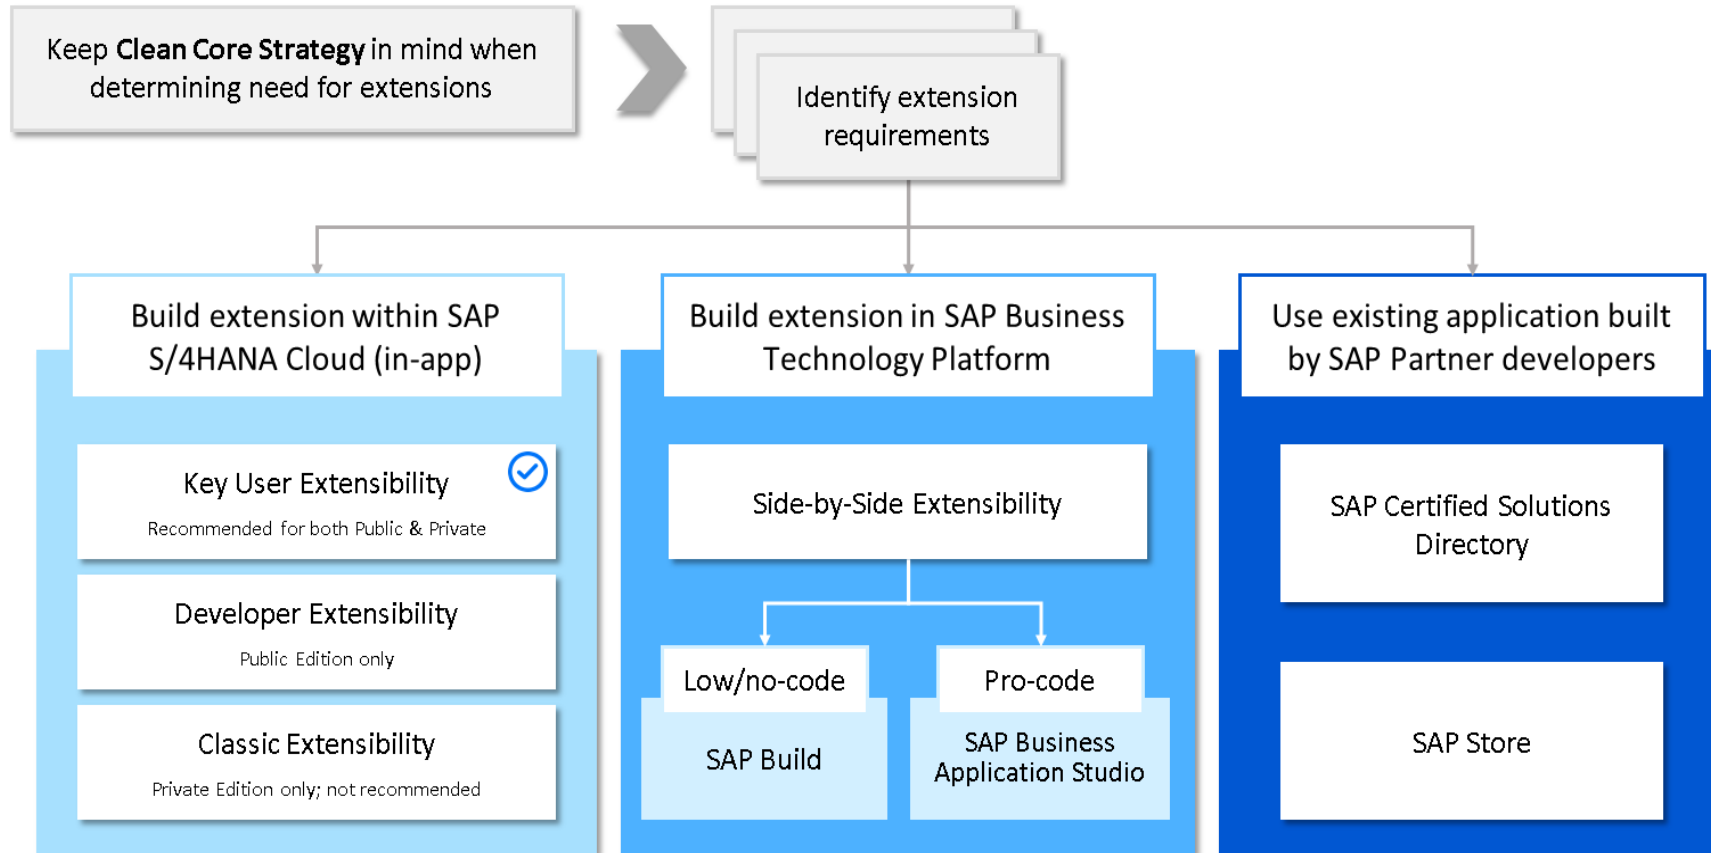 Keep Clean Core Strategy in mind when
determining need for extensions
Identify extension
requirements
Build extension within SAP
S/4HANA Cloud (in-app)
Key User Extensibility
Recommended for both Public & Private
Developer Extensibility
Public Edition only
Classic Extensibility
Private Edition only; not recommended
Build extension in SAP Business
Technology Platform
Side-by-Side Extensibility
Low/no-code
SAP Build
Pro-code
SAP Business
Application Studio
Use existing application built
by SAP Partner developers
SAP Certified Solutions
Directory
SAP Store